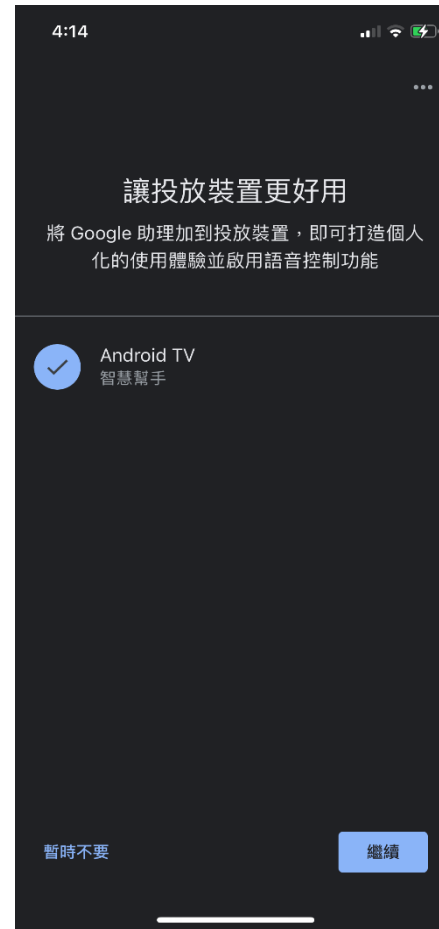 4:14
讓投放裝置更好用
將 Google 助理加到投放裝置，即可打造個人
化的使用體驗並啟用語音控制功能
Android TV
智慧幫手
暫時不要
繼續